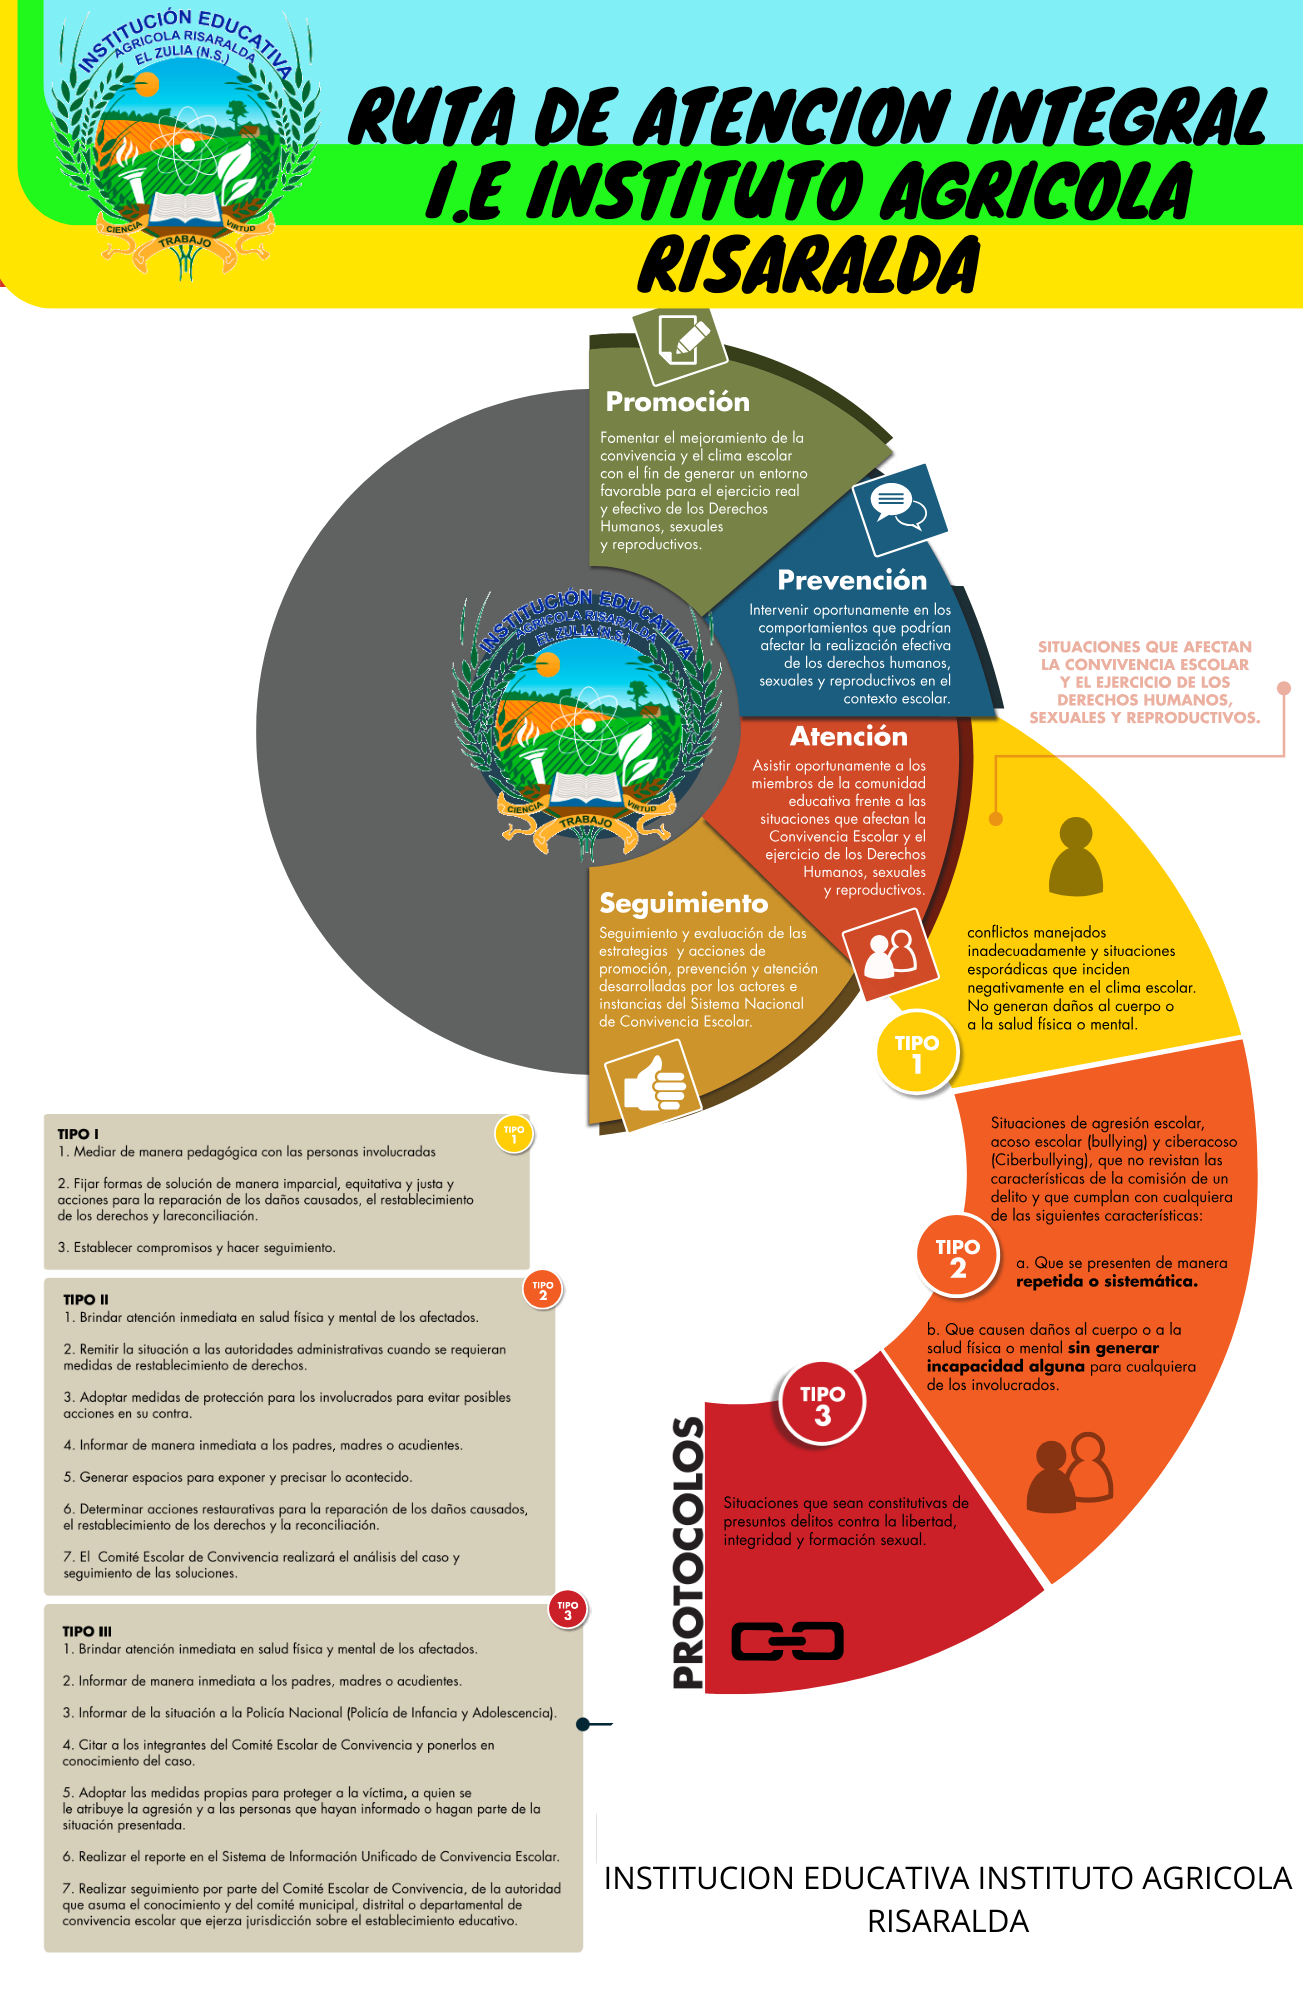 INSTITUCIÓN EDUCATIVA
AGRICOLA RISARALDA
EL ZULIA (N.S.)
CIENCIA
TRABAJO
VIRTUD
RUTA DE ATENCION INTEGRAL
I.E INSTITUTO AGRICOLA
RISARALDA
Promoción
Fomentar el mejoramiento de la
convivencia y el clima escolar
con el fin de generar un entorno
favorable para el ejercicio real
y efectivo de los Derechos
Humanos, sexuales
y reproductivos.
Prevención
Intervenir oportunamente en los
comportamientos que podrían
afectar la realización efectiva
de los derechos humanos,
sexuales y reproductivos en el
contexto escolar.
INSTITUCIÓN EDUCATIVA
AGRICOLA RISARALDA
EL ZULIA (N.S.)
CIENCIA
TRABAJO
VIRTUD
Atención
Asistir oportunamente a los
miembros de la comunidad
educativa frente a las
situaciones que afectan la
Convivencia Escolar y el
ejercicio de los Derechos
Humanos, sexuales
y reproductivos.
Seguimiento
Seguimiento y evaluación de las
estrategias y acciones de
promoción, prevención y atención
desarrolladas por los actores e
instancias del Sistema Nacional
de Convivencia Escolar.
SITUACIONES QUE AFECTAN
LA CONVIVENCIA ESCOLAR
Y EL EJERCICIO DE LOS
DERECHOS HUMANOS,
SEXUALES Y REPRODUCTIVOS.
conflictos manejados
inadecuadamente y situaciones
esporádicas que inciden
negativamente en el clima escolar.
No generan daños al cuerpo o
a la salud física o mental.
TIPO
1
Situaciones de agresión escolar,
acoso escolar (bullying) y ciberacoso
(Ciberbullying), que no revistan las
características de la comisión de un
delito y que cumplan con cualquiera
de las siguientes características:
TIPO
2
a. Que se presenten de manera
repetida o sistemática.
b. Que causen daños al cuerpo o a la
salud física o mental sin generar
incapacidad alguna para cualquiera
de los involucrados.
TIPO
3
PROTOCOLOS
Situaciones que sean constitutivas de
presuntos delitos contra la libertad,
integridad y formación sexual.
TIPO
1
TIPO I
1. Mediar de manera pedagógica con las personas involucradas
2. Fijar formas de solución de manera imparcial, equitativa y justa y
acciones para la reparación de los daños causados, el restablecimiento
de los derechos y lareconciliación.
3. Establecer compromisos y hacer seguimiento.
TIPO
2
TIPO II
1. Brindar atención inmediata en salud física y mental de los afectados.
2. Remitir la situación a las autoridades administrativas cuando se requieran
medidas de restablecimiento de derechos.
3. Adoptar medidas de protección para los involucrados para evitar posibles
acciones en su contra.
4. Informar de manera inmediata a los padres, madres o acudientes.
5. Generar espacios para exponer y precisar lo acontecido.
6. Determinar acciones restaurativas para la reparación de los daños causados,
el restablecimiento de los derechos y la reconciliación.
7. El Comité Escolar de Convivencia realizará el análisis del caso y
seguimiento de las soluciones.
TIPO
3
TIPO III
1. Brindar atención inmediata en salud física y mental de los afectados.
2. Informar de manera inmediata a los padres, madres o acudientes.
3. Informar de la situación a la Policía Nacional (Policía de Infancia y Adolescencia).
4. Citar a los integrantes del Comité Escolar de Convivencia y ponerlos en
conocimiento del caso.
5. Adoptar las medidas propias para proteger a la víctima, a quien se
le atribuye la agresión y a las personas que hayan informado o hagan parte de la
situación presentada.
6. Realizar el reporte en el Sistema de Información Unificado de Convivencia Escolar.
7. Realizar seguimiento por parte del Comité Escolar de Convivencia, de la autoridad
que asuma el conocimiento y del comité municipal, distrital o departamental de
convivencia escolar que ejerza jurisdicción sobre el establecimiento educativo.
INSTITUCION EDUCATIVA INSTITUTO AGRICOLA
RISARALDA